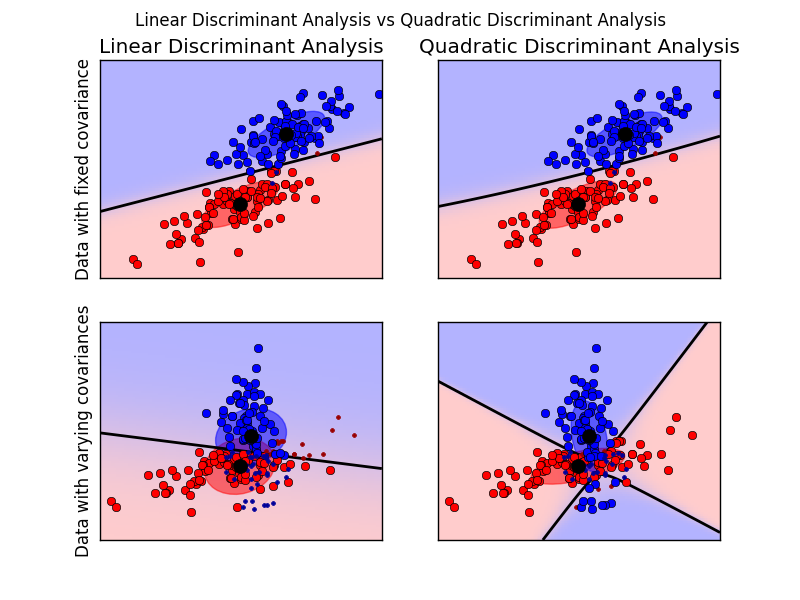 Linear Discriminant Analysis vs Quadratic Discriminant Analysis
Linear Discriminant Analysis
Quadratic Discriminant Analysis
Data with fixed covariance
Data with varying covariances